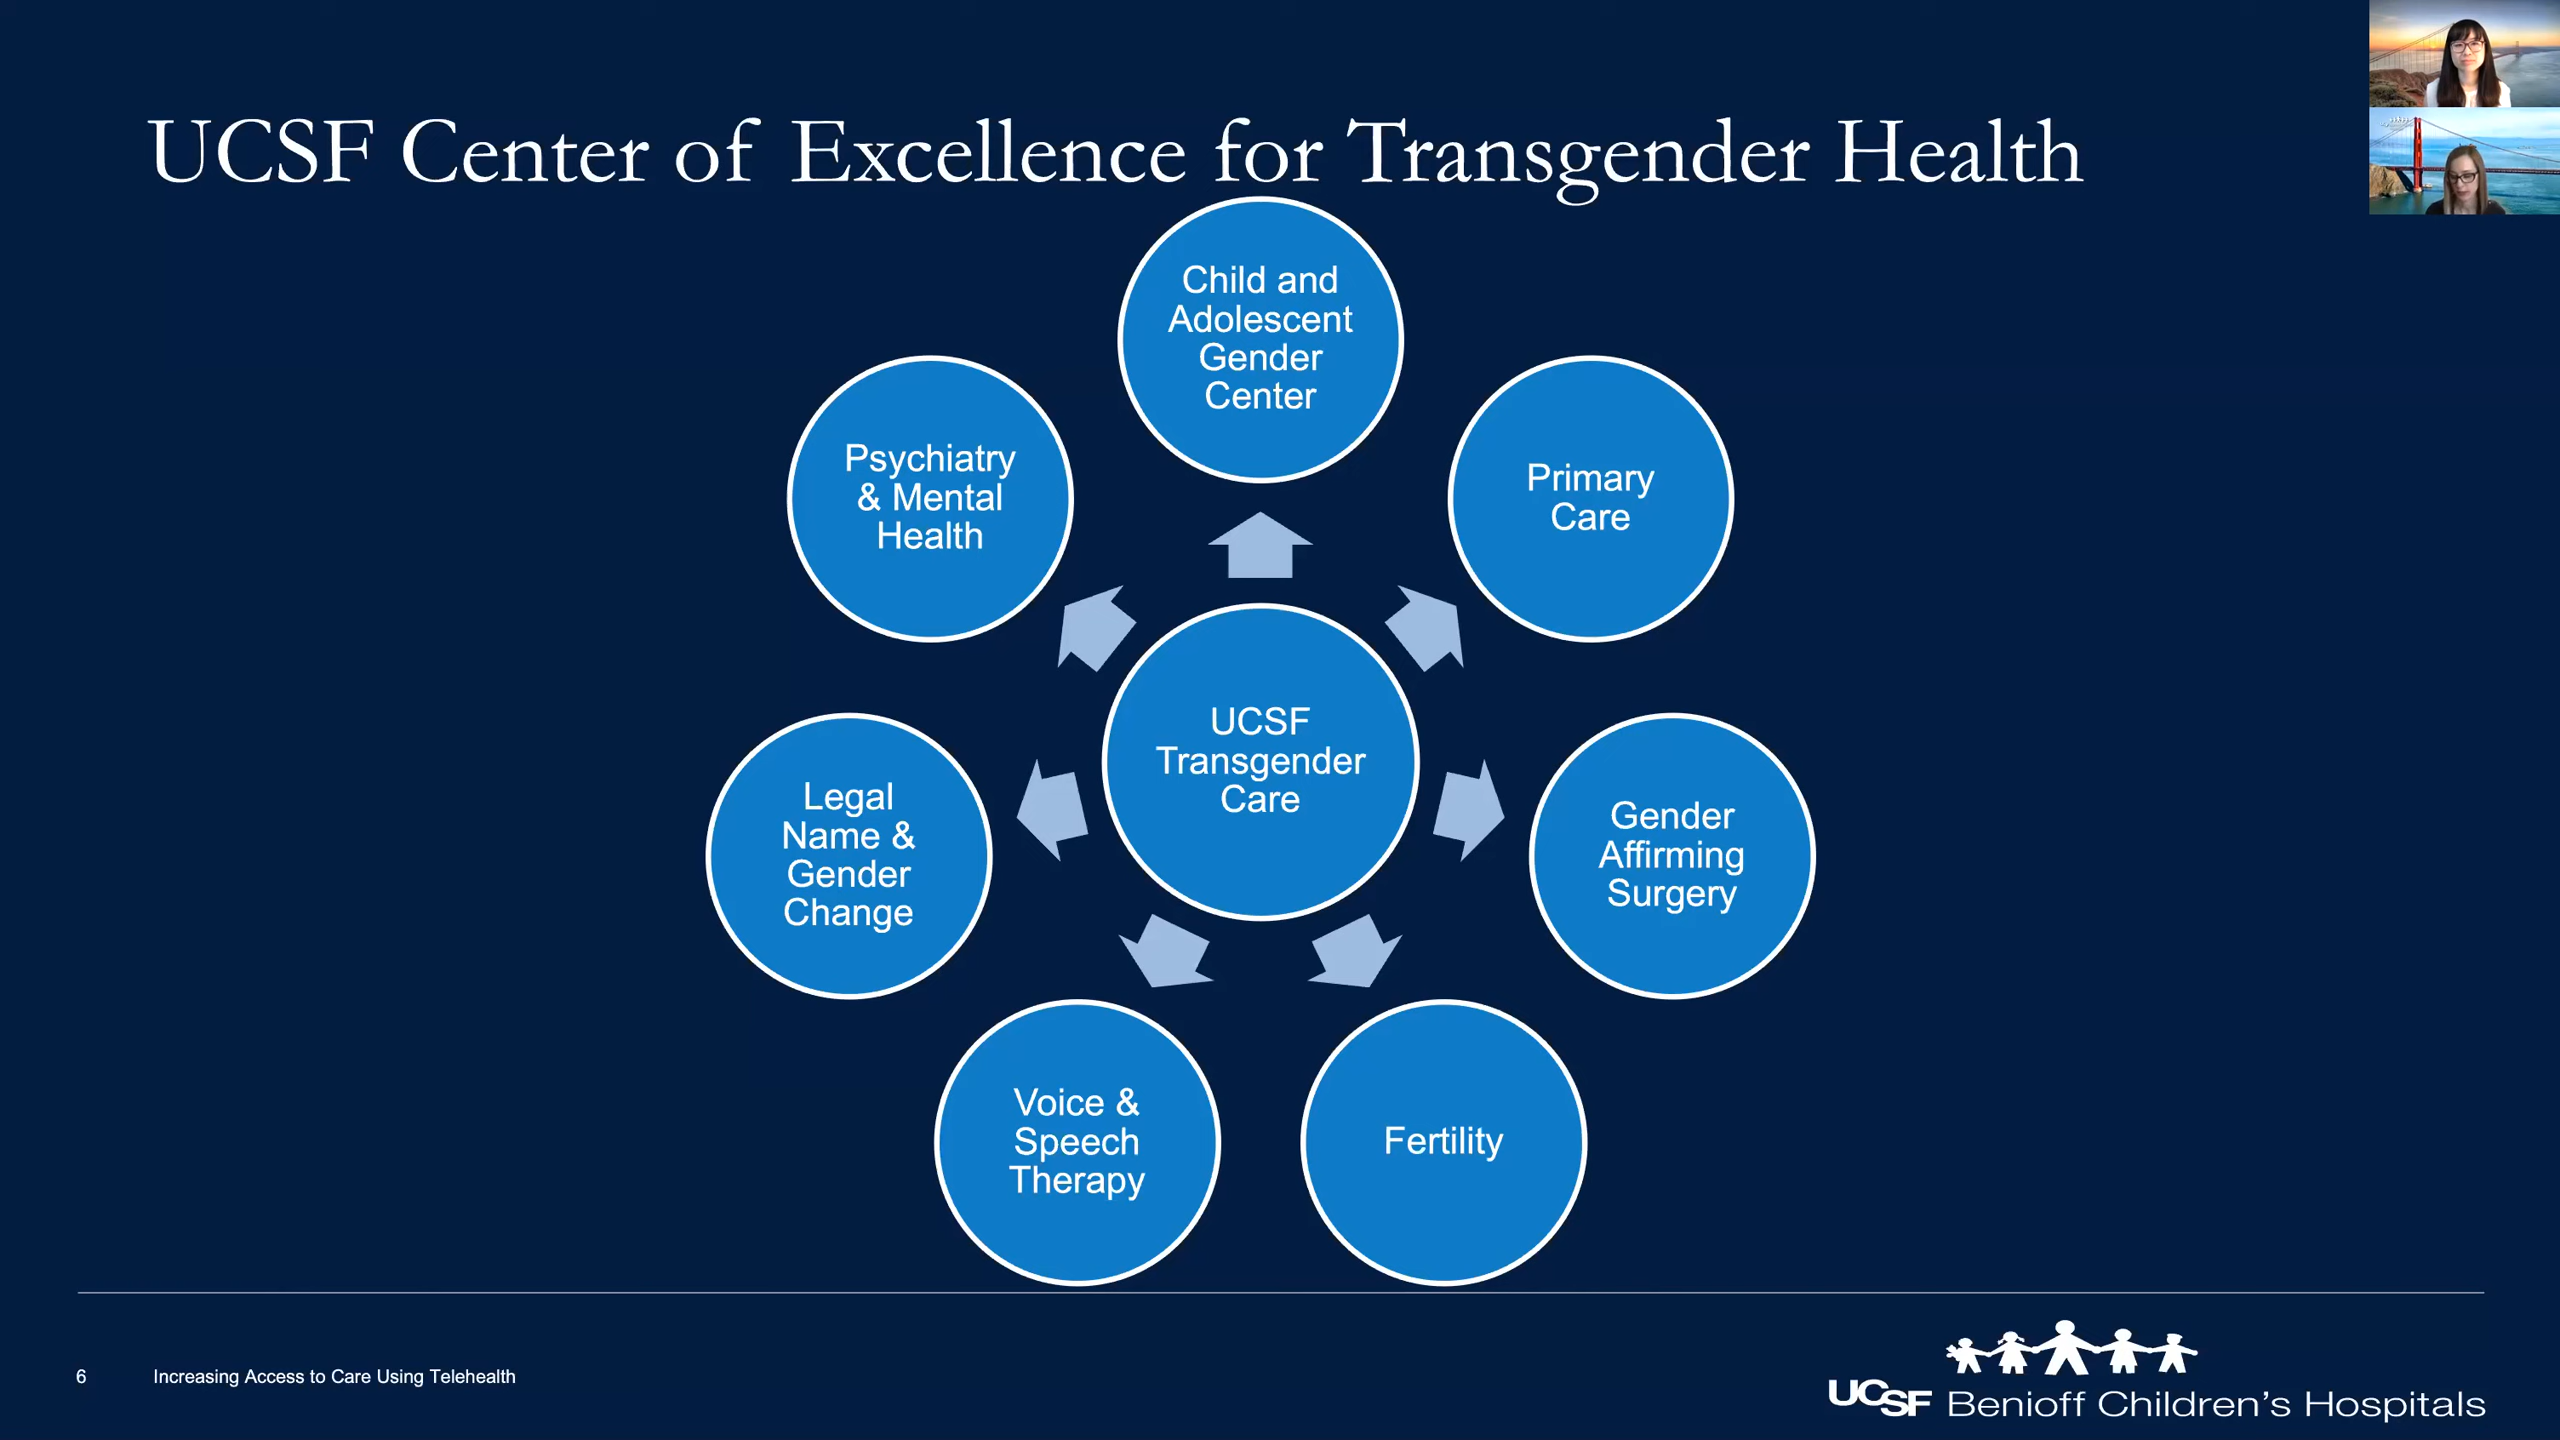 UCSF Center of Excellence for Transgender Health
Child and
Adolescent
Gender
Center
Primary
Care
Gender
Affirming
Surgery
Fertility
Voice &
Speech
Therapy
Legal
Name &
Gender
Change
Psychiatry
& Mental
Health
UCSF
Transgender
Care
6 Increasing Access to Care Using Telehealth
UCSF Benioff Children's Hospitals